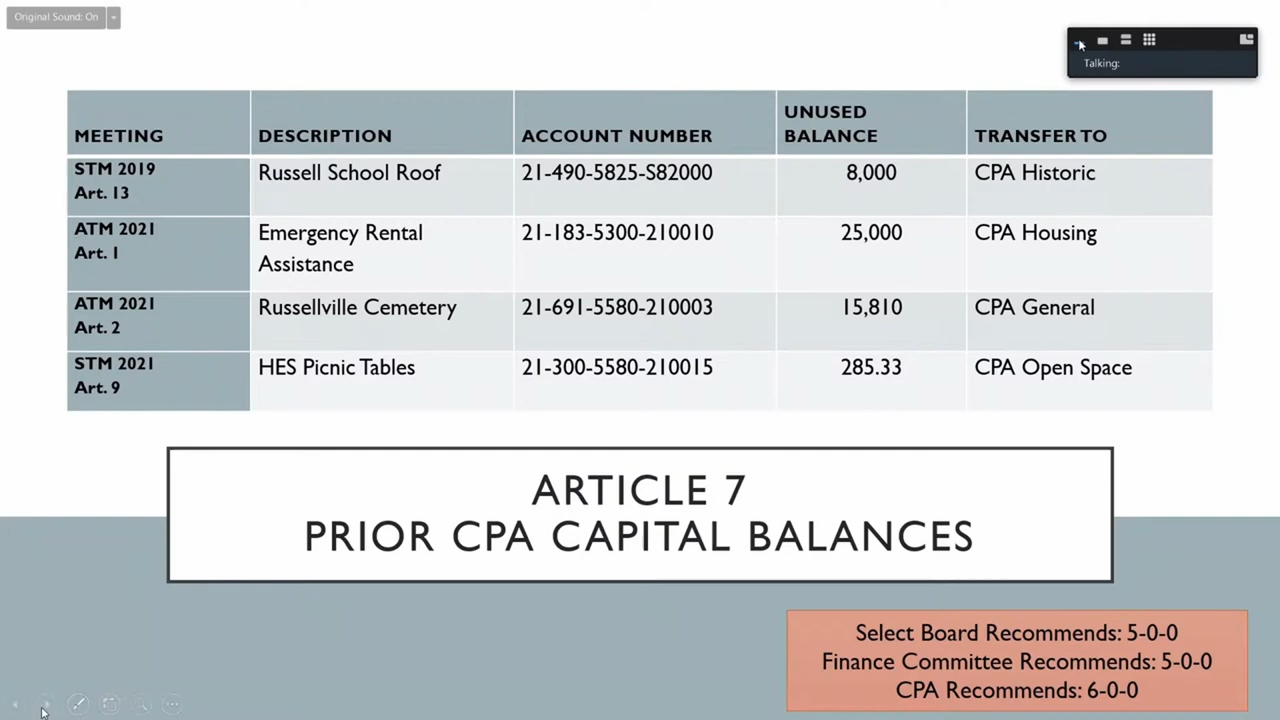 Original Sound: On
Talking:
MEETING DESCRIPTION ACCOUNT NUMBER UNUSED BALANCE TRANSFER TO
STM 2019 Art. 13 Russell School Roof 21-490-5825-S82000 8,000 CPA Historic
ATM 2021 Art. 1 Emergency Rental Assistance 21-183-5300-210010 25,000 CPA Housing
ATM 2021 Art. 2 Russellville Cemetery 21-691-5580-210003 15,810 CPA General
STM 2021 Art. 9 HES Picnic Tables 21-300-5580-210015 285.33 CPA Open Space
ARTICLE 7
PRIOR CPA CAPITAL BALANCES
Select Board Recommends: 5-0-0
Finance Committee Recommends: 5-0-0
CPA Recommends: 6-0-0